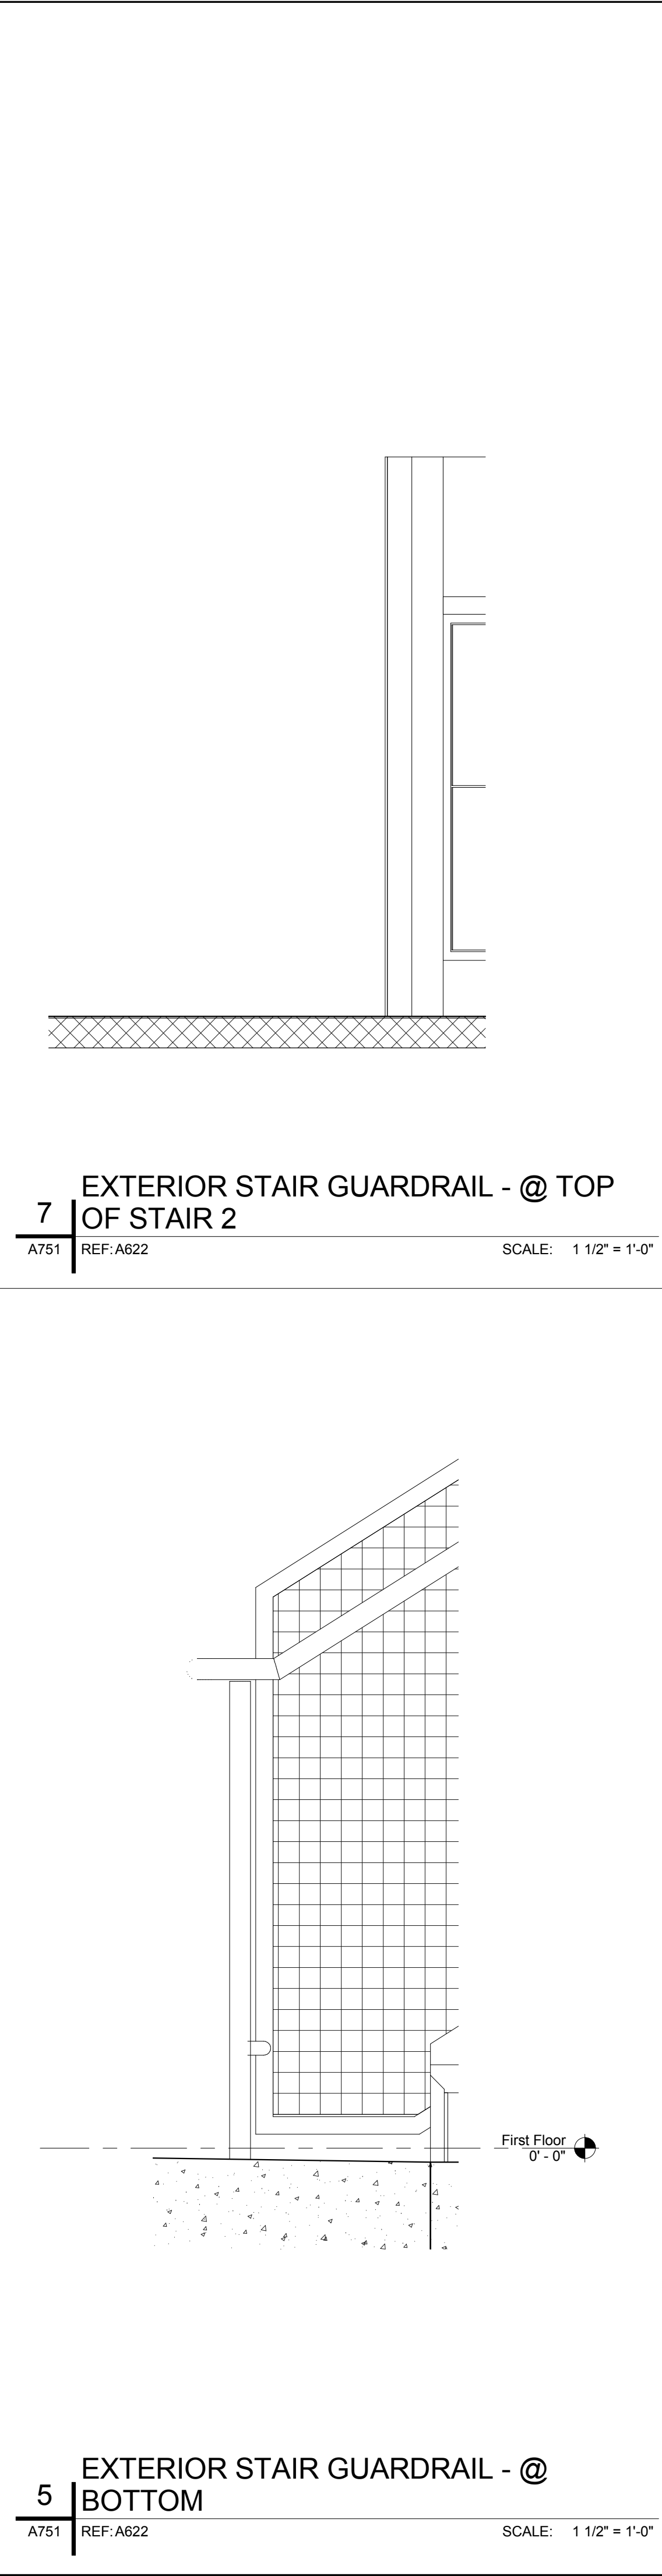 EXTERIOR STAIR GUARDRAIL - @ TOP
OF STAIR 2
7
A751
REF: A622
SCALE: 1 1/2" = 1'-0"
First Floor
0' - 0"
EXTERIOR STAIR GUARDRAIL - @
BOTTOM
5
A751
REF: A622
SCALE: 1 1/2" = 1'-0"